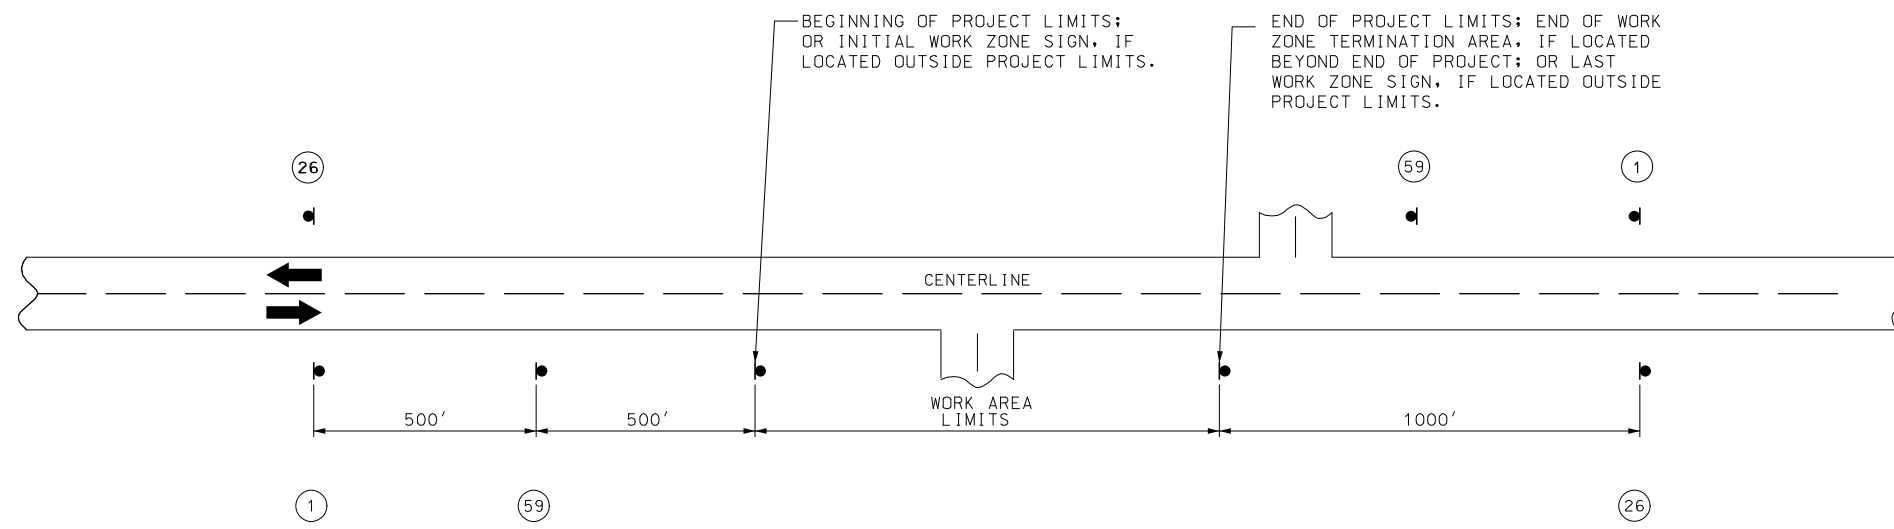 BEGINNING OF PROJECT LIMITS;
OR INITIAL WORK ZONE SIGN, IF
LOCATED OUTSIDE PROJECT LIMITS.
END OF PROJECT LIMITS; END OF WORK
ZONE TERMINATION AREA, IF LOCATED
BEYOND END OF PROJECT; OR LAST
WORK ZONE SIGN, IF LOCATED OUTSIDE
PROJECT LIMITS.
26
59
1
CENTERLINE
WORK AREA
LIMITS
500'
500'
1000'
1
59
26